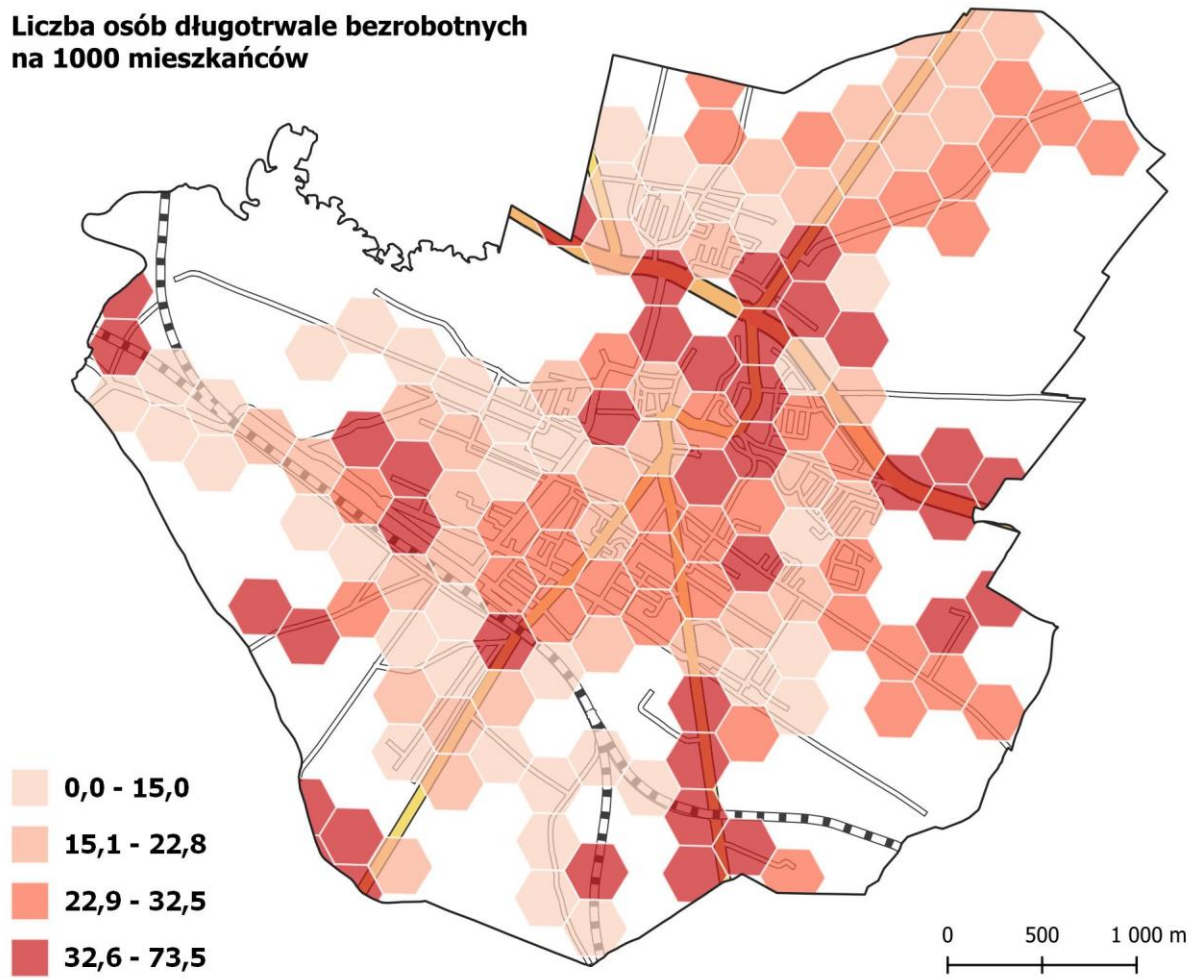 Liczba osób długotrwale bezrobotnych
na 1000 mieszkańców
0,0 - 15,0
15,1 - 22,8
22,9 - 32,5
32,6 - 73,5
0 500 1 000 m